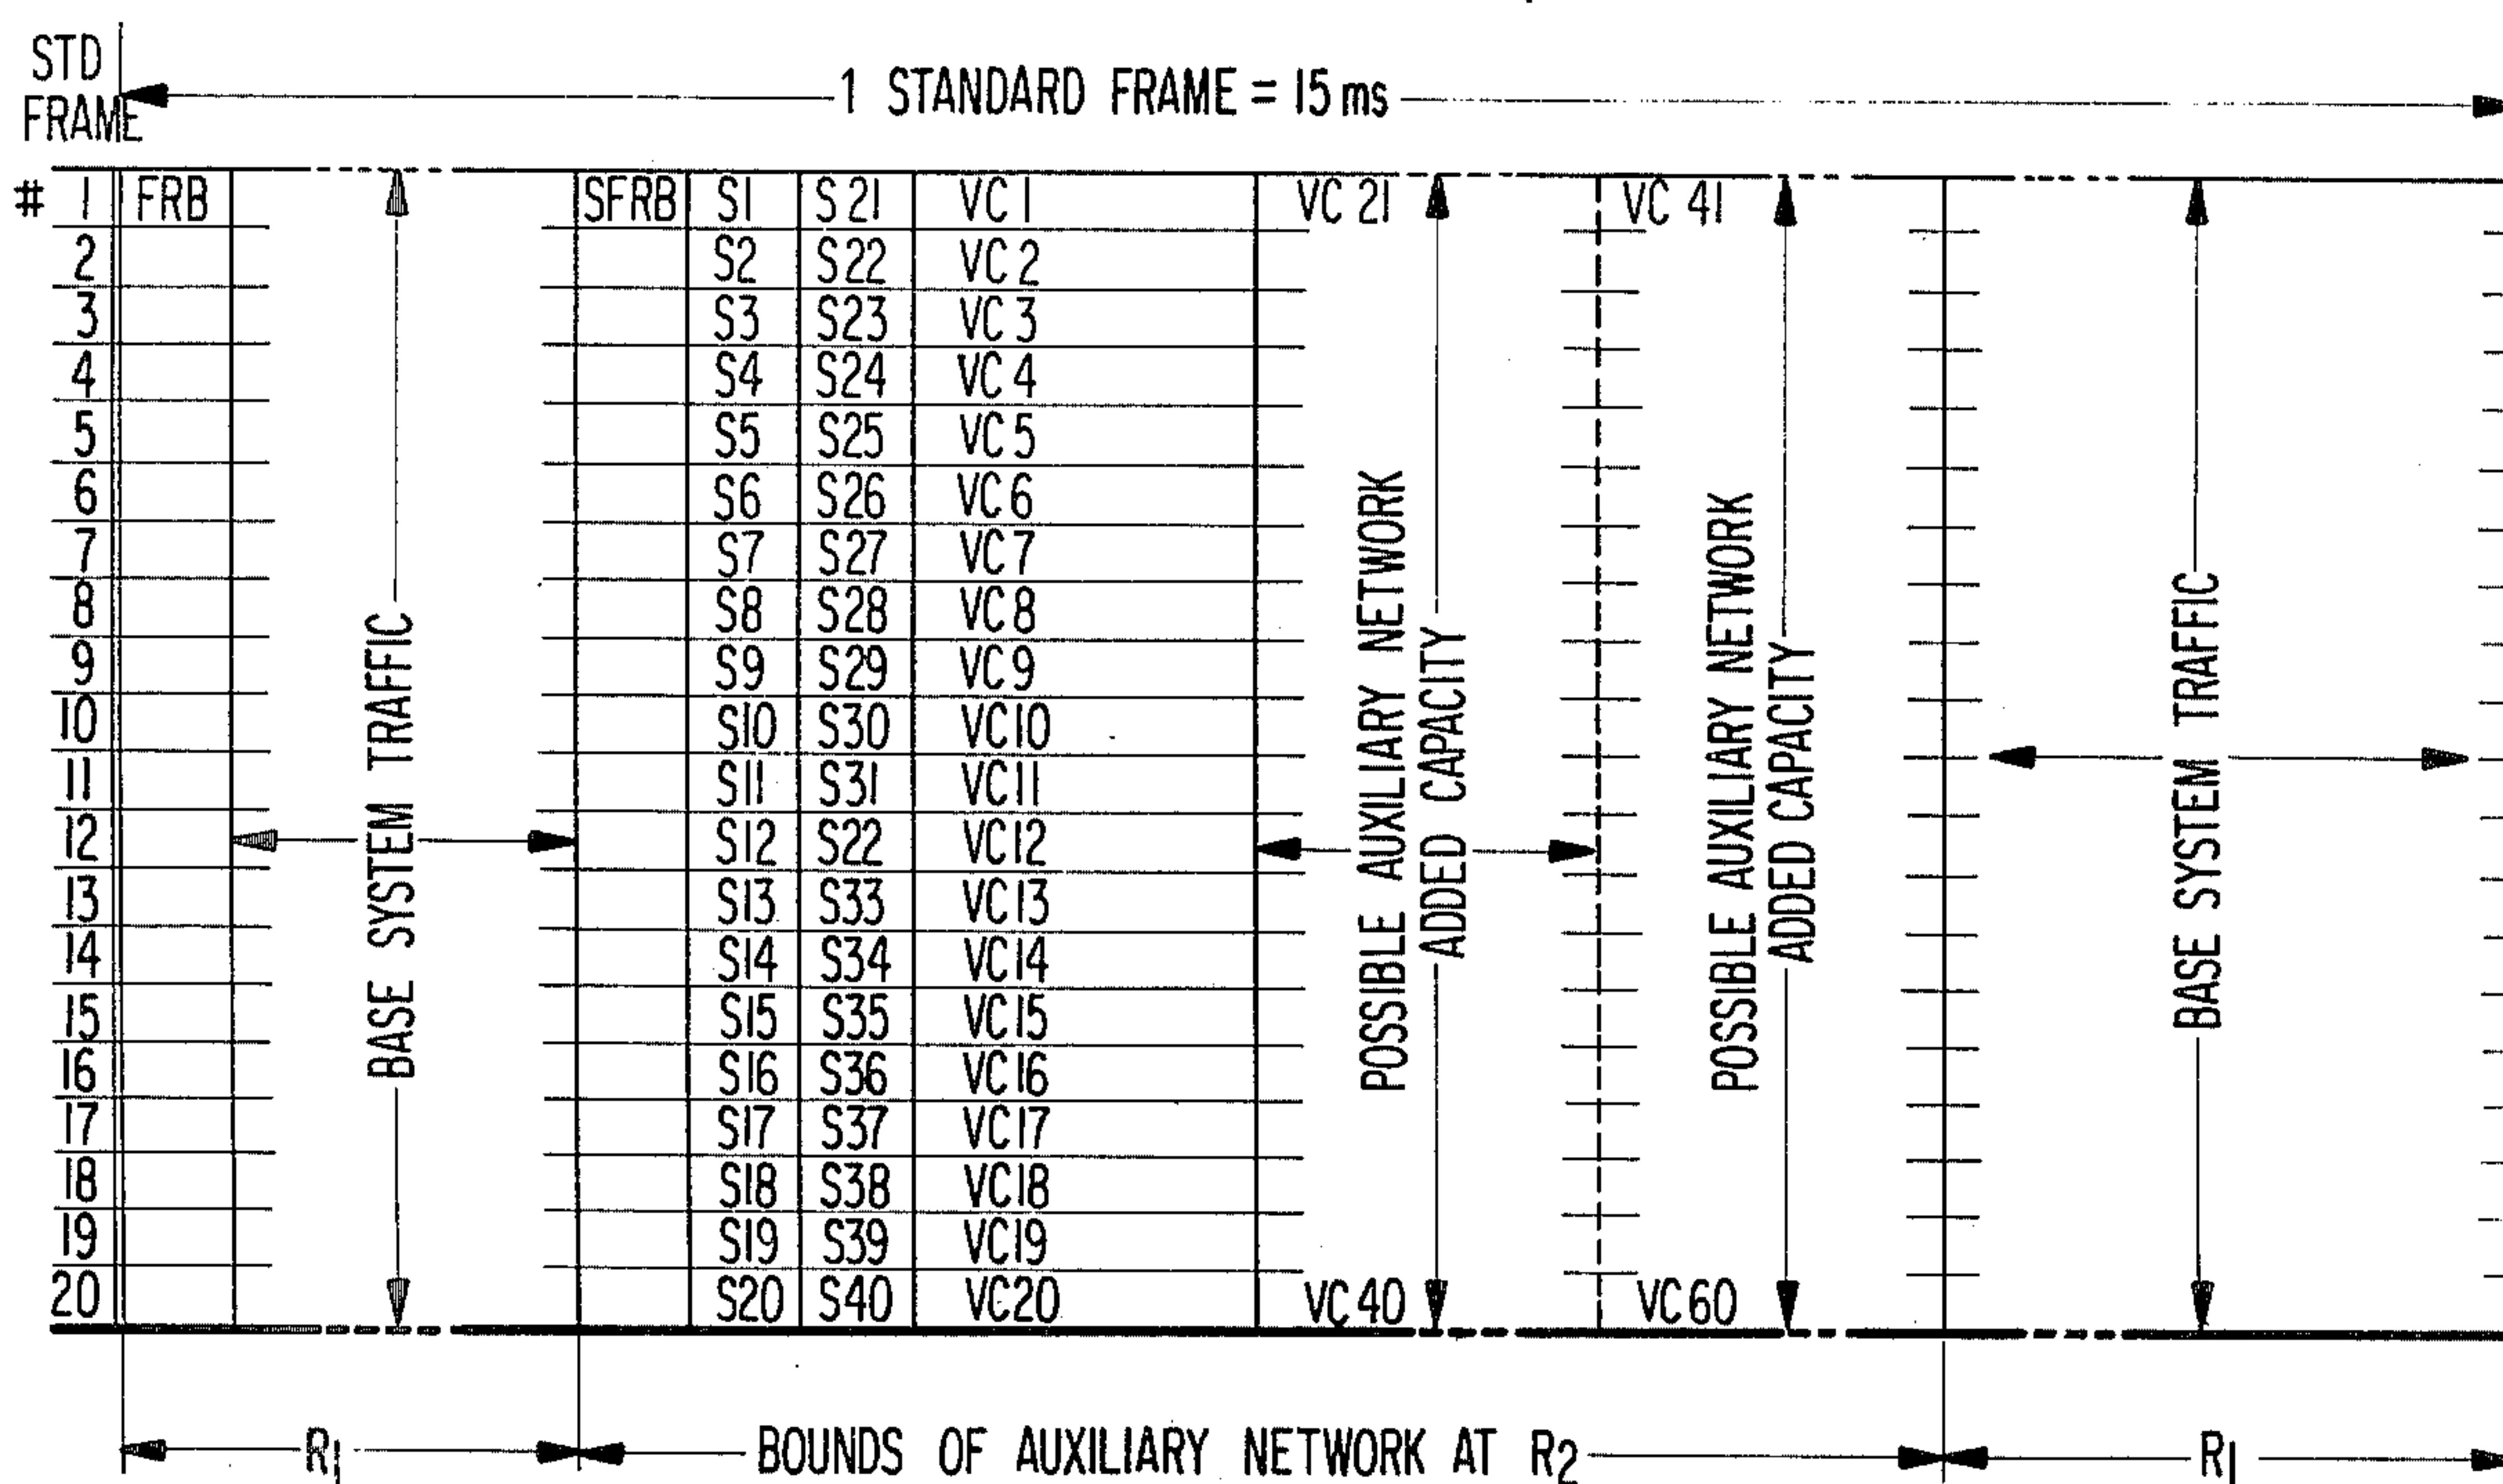 STD
FRAME
1 STANDARD FRAME = 15 ms
# 1 FRB SFRB S1 S21 VC 1 VC 21 VC 41
2 S2 S22 VC 2
3 S3 S23 VC 3
4 S4 S24 VC 4
5 S5 S25 VC 5
6 S6 S26 VC 6
7 S7 S27 VC 7
8 S8 S28 VC 8
9 S9 S29 VC 9
10 S10 S30 VC10
11 S11 S31 VC11
12 S12 S22 VC12
13 S13 S33 VC13
14 S14 S34 VC14
15 S15 S35 VC15
16 S16 S36 VC16
17 S17 S37 VC17
18 S18 S38 VC18
19 S19 S39 VC19
20 S20 S40 VC20 VC40 VC60
BASE SYSTEM TRAFFIC
POSSIBLE AUXILIARY NETWORK
ADDED CAPACITY
POSSIBLE AUXILIARY NETWORK
ADDED CAPACITY
BASE SYSTEM TRAFFIC
R1 BOUNDS OF AUXILIARY NETWORK AT R2 R1